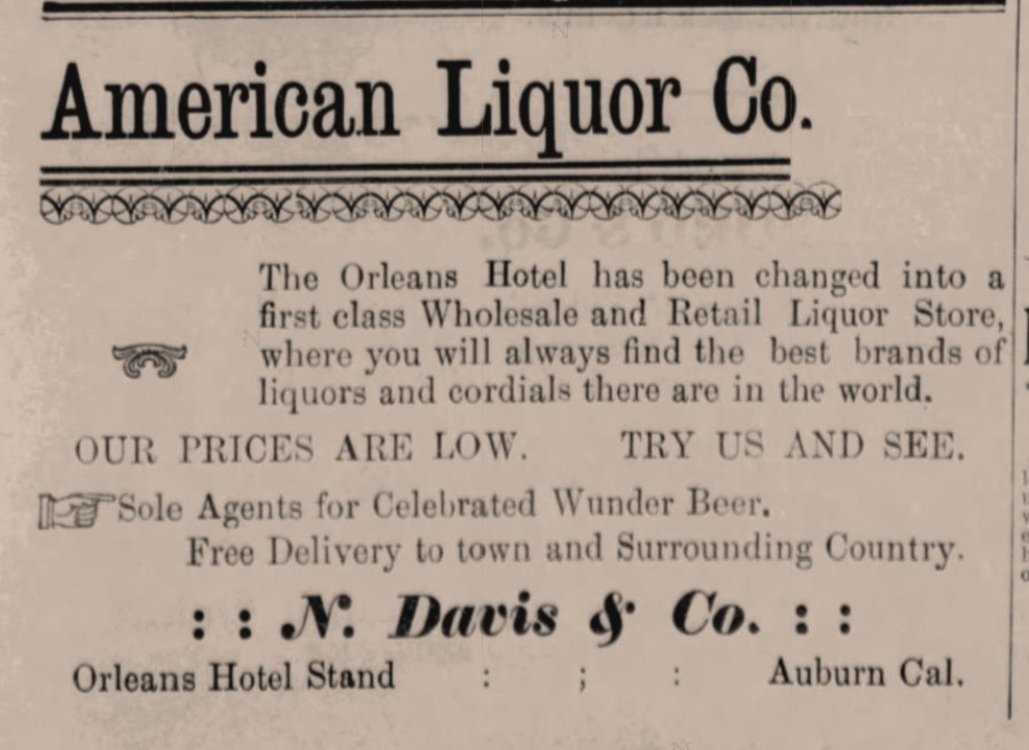 American Liquor Co.
The Orleans Hotel has been changed into a
first class Wholesale and Retail Liquor Store,
where you will always find the best brands of
liquors and cordials there are in the world.
OUR PRICES ARE LOW. TRY US AND SEE.
Sole Agents for Celebrated Wunder Beer.
Free Delivery to town and Surrounding Country.
: : N. Davis & Co. : :
Orleans Hotel Stand : ; : Auburn Cal.